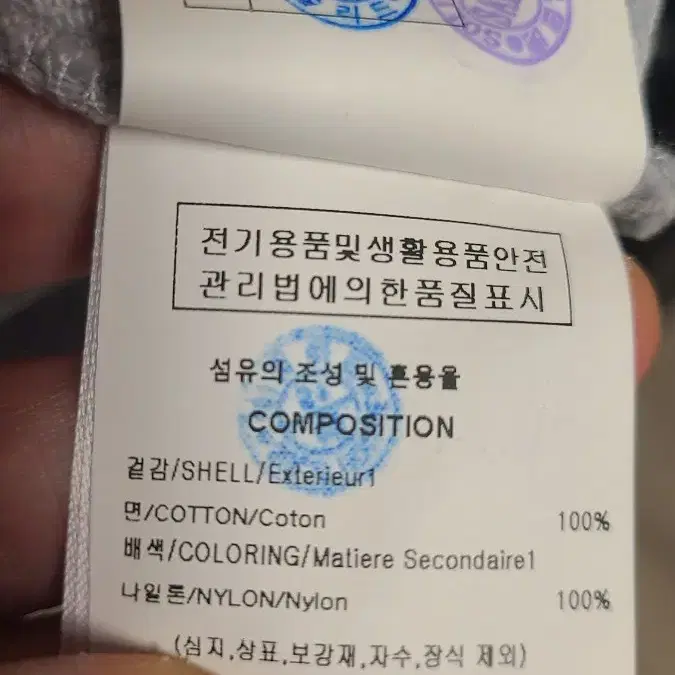 리트
전기용품및생활용품안전
관리법에의한품질표시
섬유의 조성 및 혼용율
COMPOSITION
겉감/SHELL/Exterieur1
면/COTTON/Coton 100%
배색/COLORING/Matiere Secondaire1
나일론/NYLON/Nylon 100%
(심지,상표,보강재,자수,장식 제외)